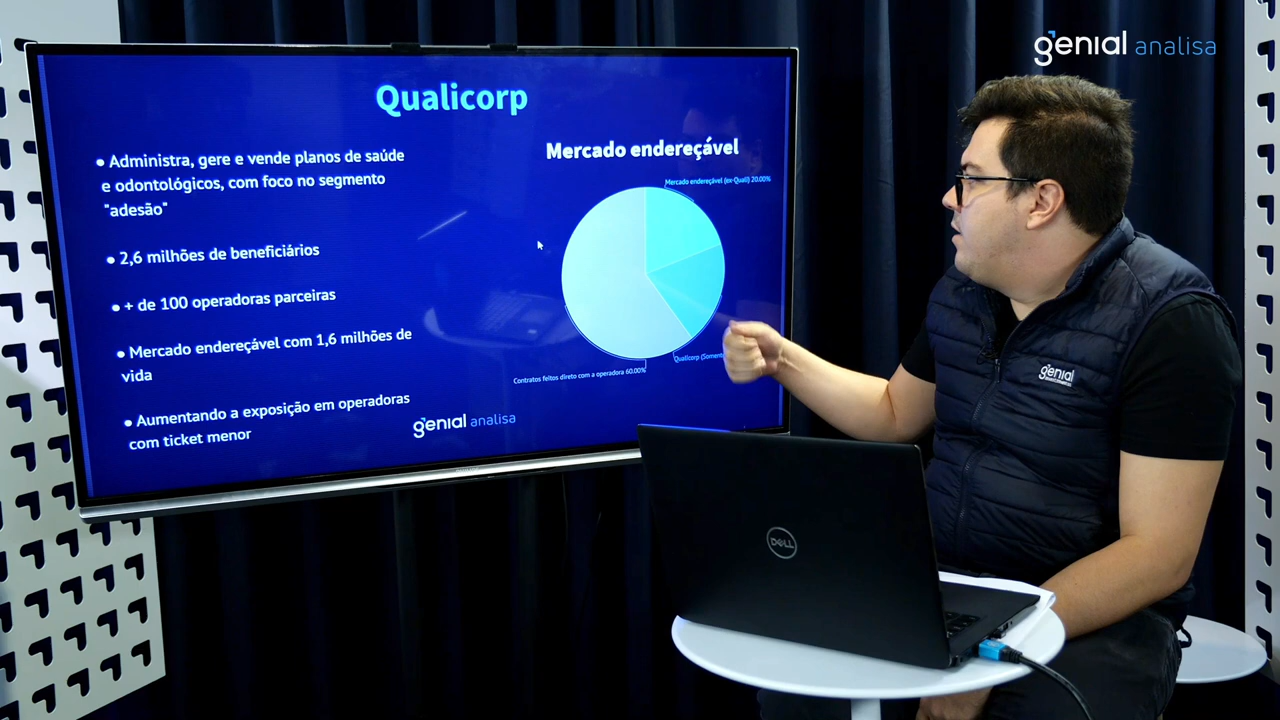 genial analisa
Qualicorp
• Administra, gere e vende planos de saúde
e odontológicos, com foco no segmento
"adesão"
• 2,6 milhões de beneficiários
• + de 100 operadoras parceiras
• Mercado endereçável com 1,6 milhões de
vida
• Aumentando a exposição em operadoras
com ticket menor
Mercado endereçável
Mercado endereçável (ex-Quali) 20.00%
Qualicorp (Soment
Contratos feitos direto com a operadora 60.00%
genial analisa
genial
DELL